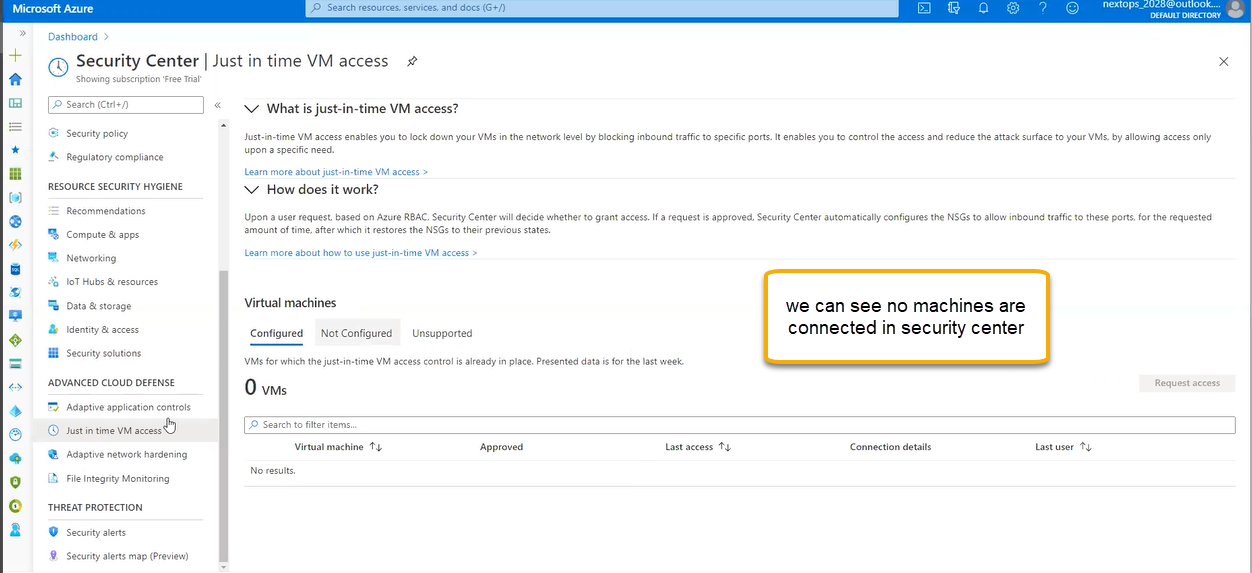 Microsoft Azure
Search resources, services, and docs (G+/)
nextops_2028@outlook....
DEFAULT DIRECTORY
Dashboard >
Security Center | Just in time VM access
Showing subscription 'Free Trial'
Search (Ctrl+/)
Security policy
Regulatory compliance
RESOURCE SECURITY HYGIENE
Recommendations
Compute & apps
Networking
IoT Hubs & resources
Data & storage
Identity & access
Security solutions
ADVANCED CLOUD DEFENSE
Adaptive application controls
Just in time VM access
Adaptive network hardening
File Integrity Monitoring
THREAT PROTECTION
Security alerts
Security alerts map (Preview)
What is just-in-time VM access?
Just-in-time VM access enables you to lock down your VMs in the network level by blocking inbound traffic to specific ports. It enables you to control the access and reduce the attack surface to your VMs, by allowing access only
upon a specific need.
Learn more about just-in-time VM access >
How does it work?
Upon a user request, based on Azure RBAC, Security Center will decide whether to grant access. If a request is approved, Security Center automatically configures the NSGs to allow inbound traffic to these ports, for the requested
amount of time, after which it restores the NSGs to their previous states.
Learn more about how to use just-in-time VM access >
we can see no machines are
connected in security center
Virtual machines
Configured Not Configured Unsupported
VMs for which the just-in-time VM access control is already in place. Presented data is for the last week.
0 VMs
Request access
Search to filter items...
Virtual machine Approved Last access Connection details Last user
No results.